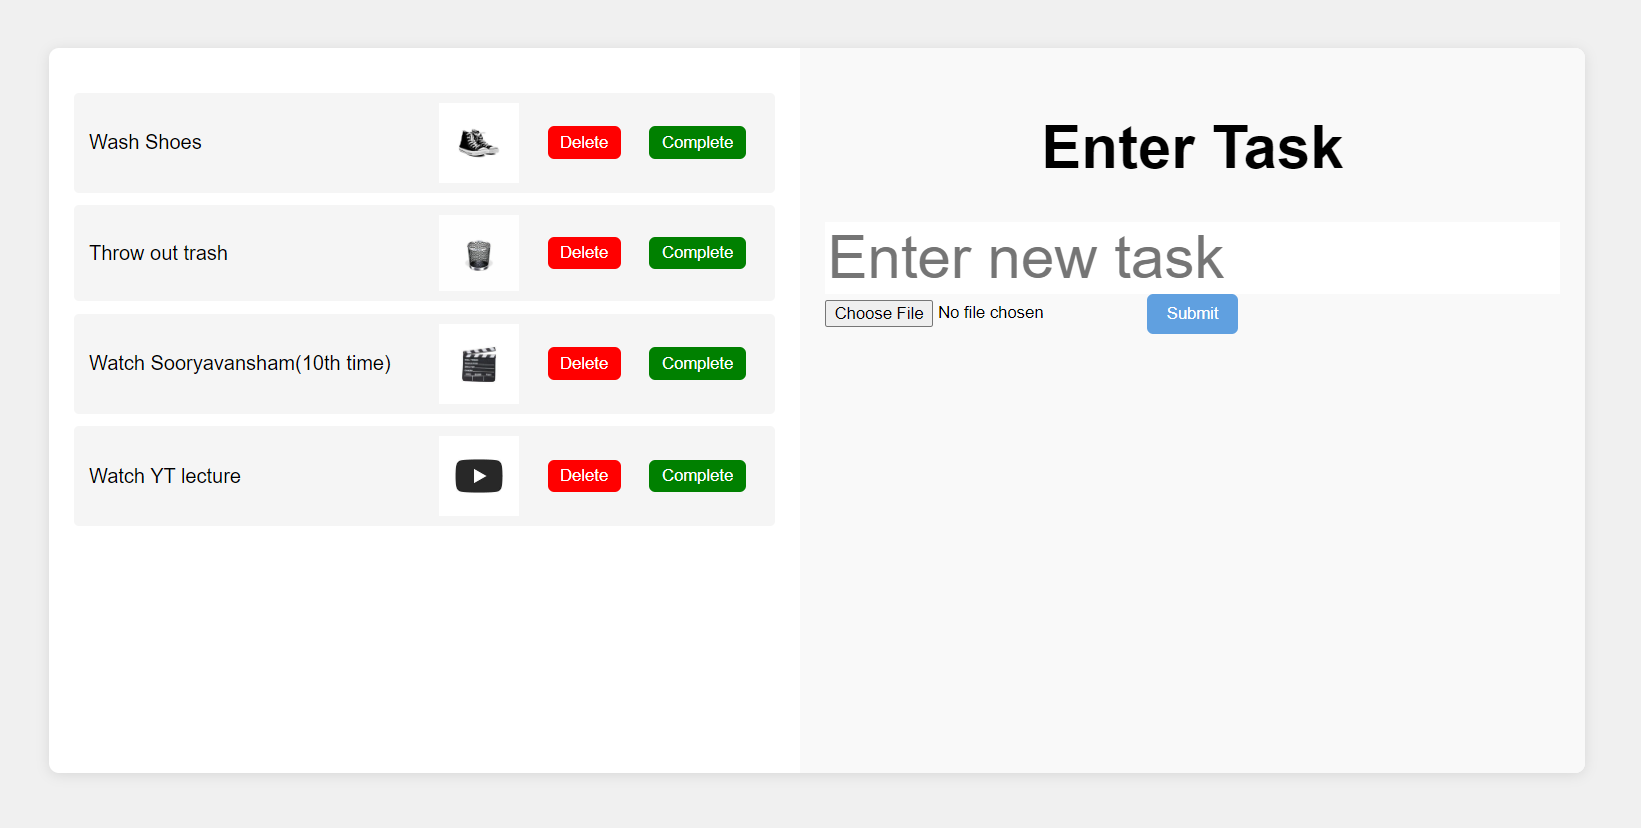 Wash Shoes
Delete
Complete
Throw out trash
Delete
Complete
Watch Sooryavansham(10th time)
Delete
Complete
Watch YT lecture
Delete
Complete
Enter Task
Enter new task
Choose File No file chosen
Submit